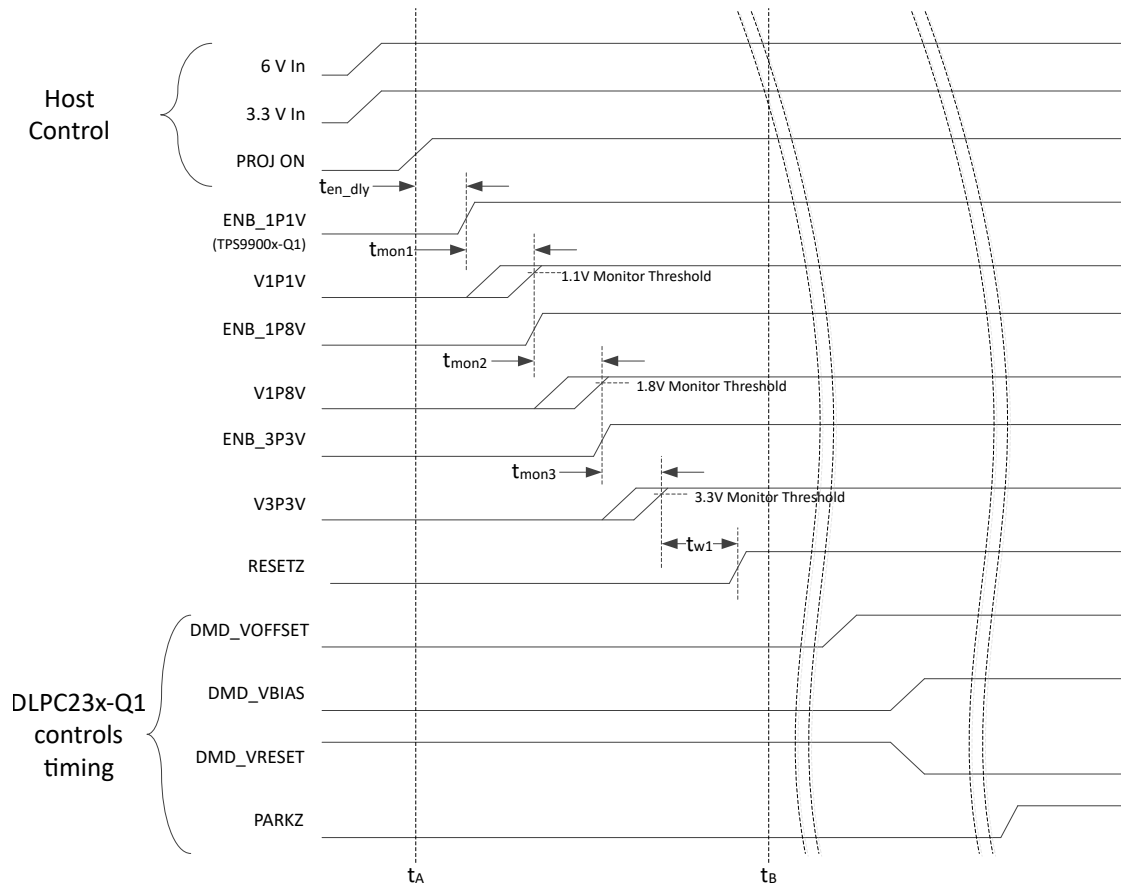 6 V In
Host
Control
3.3 V In
PROJ ON
ten_dly
ENB_1P1V
(TPS9900x-Q1)
tmon1
V1P1V
1.1V Monitor Threshold
ENB_1P8V
tmon2
V1P8V
1.8V Monitor Threshold
ENB_3P3V
tmon3
V3P3V
3.3V Monitor Threshold
tw1
RESETZ
DMD_VOFFSET
DMD_VBIAS
DLPC23x-Q1
controls
timing
DMD_VRESET
PARKZ
tA
tB